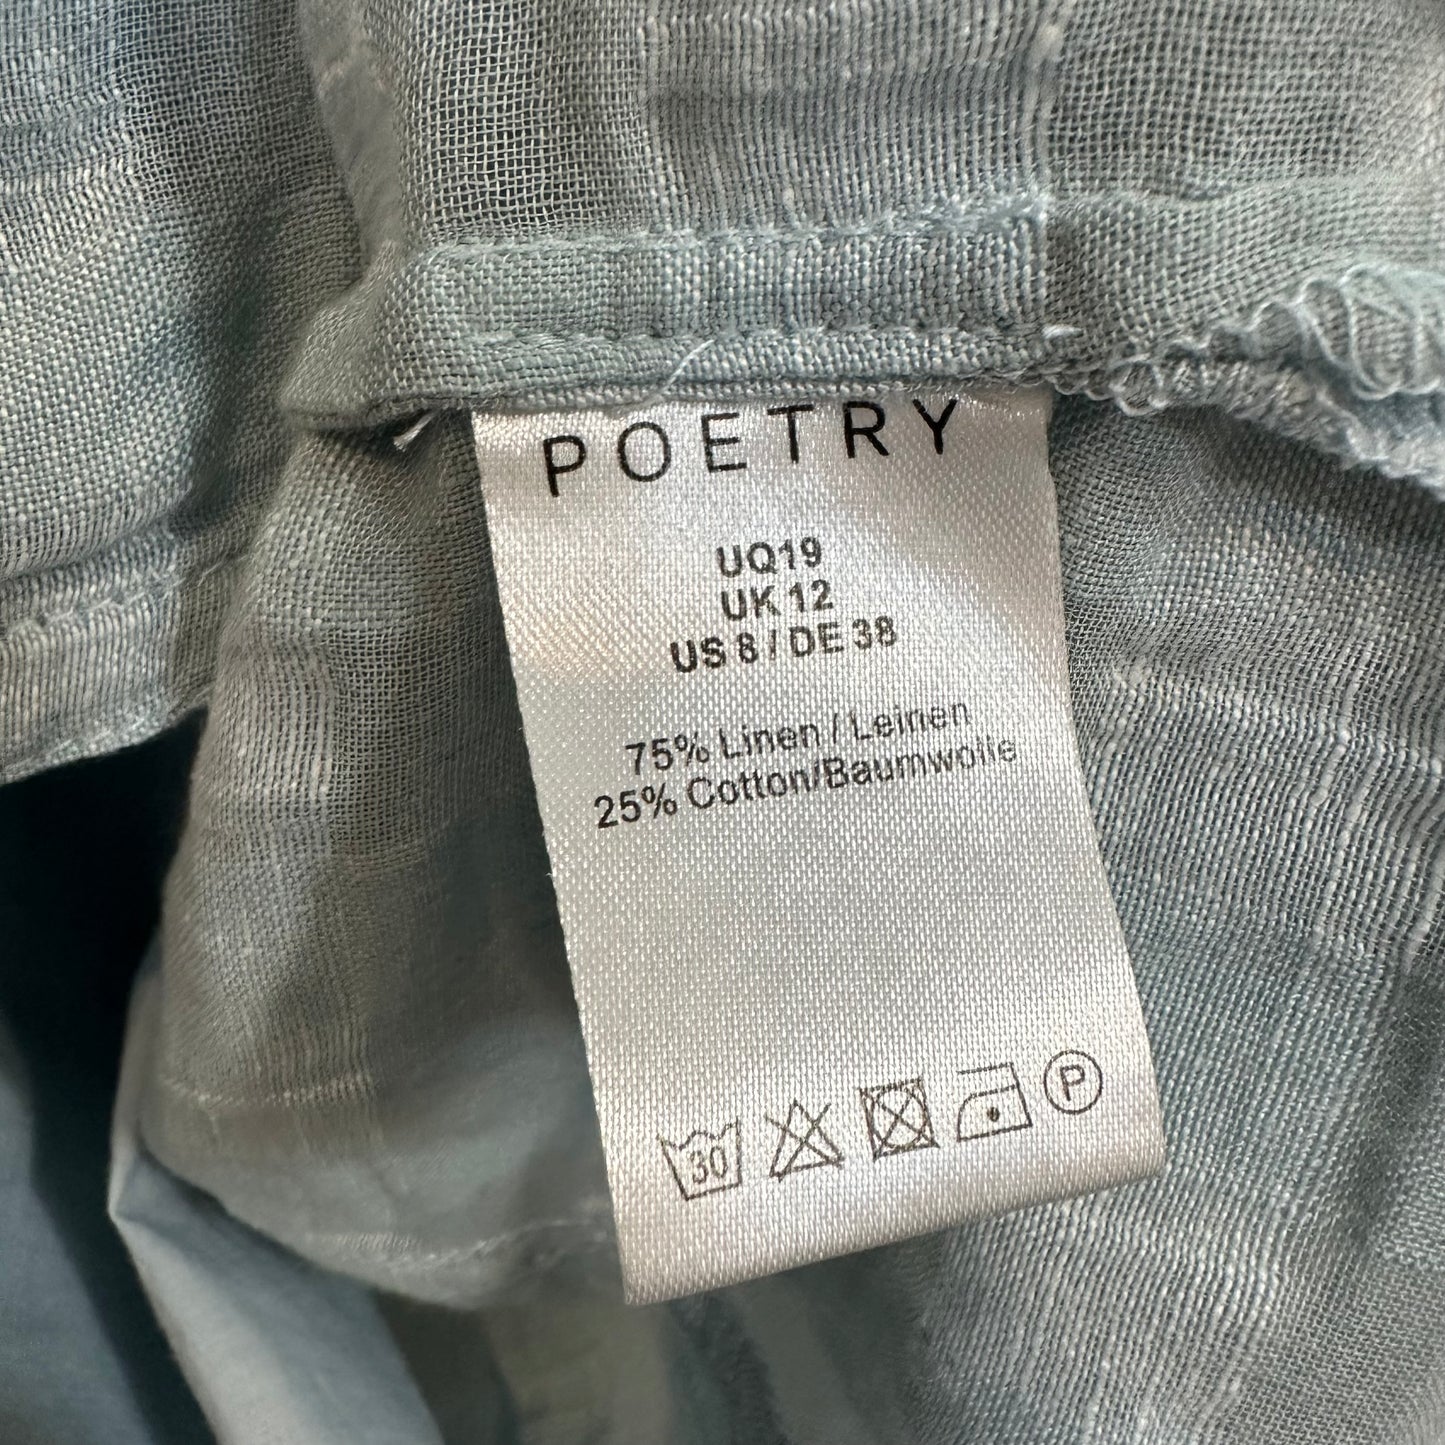 POETRY
UQ19
UK 12
US 8 / DE 38
75% Linen / Leinen
25% Cotton/Baumwolle
30
P